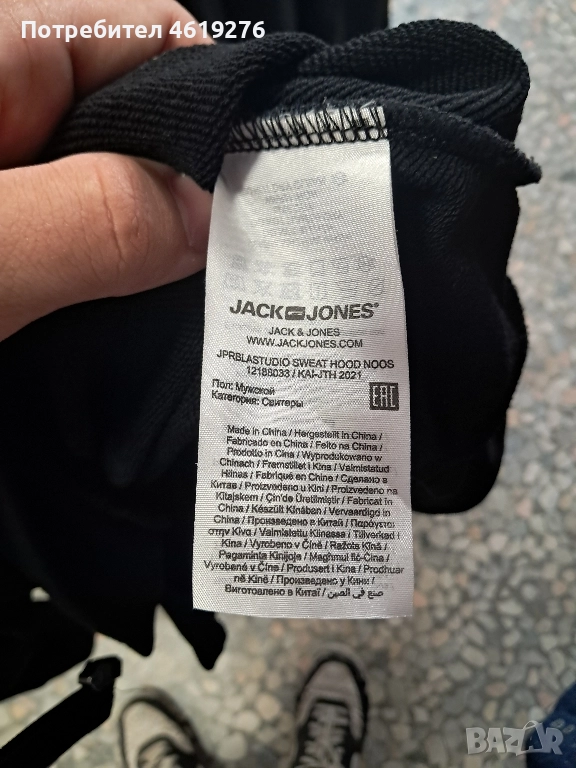 Потребител 4619276
JACK JONES®
JACK & JONES
WWW.JACKJONES.COM
JPRBLASTUDIO SWEAT HOOD NOOS
12188033 / KAI-JTH 2021
Пол: Мужской
Категория: Свитеры
EAC
Made in China / Hergestellt in China /
Fabricado en China / Feito na China /
Prodotto in Cina / Wyprodukowano w
Chinach / Fremstillet i Kina / Valmistatud
Hiinas / Fabriqué en Chine / Сделано в
Китае / Proizvedeno u Kini / Proizvedeno na
Kitajskem / Çin'de Üretilmiştir / Fabricat în
China / Készült Kínában / Vervaardigd in
China / Произведено в Китай / Παράγεται
στην Κίνα / Valmistettu Kiinassa / Tillverkad i
Kina / Vyrobeno v Číně / Ražots Ķīnā /
Pagaminta Kinijoje / Maghmul fiċ-Ċina /
Vyrobené v Číne / Produsert i Kina / Prodhuar
në Kinë / Произведено у Кини /
Виготовлено в Китаї / صنع في الصين
BAZAR